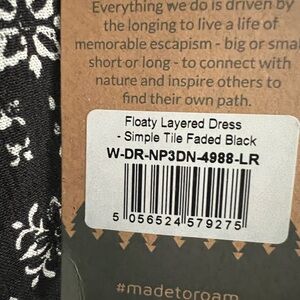 Everything we do is driven by
the longing to live a life of
memorable escapism - big or small
short or long - to connect with
nature and inspire others to
find their own path.
Floaty Layered Dress
- Simple Tile Faded Black
W-DR-NP3DN-4988-LR
5 056524 579275
#madetoroam